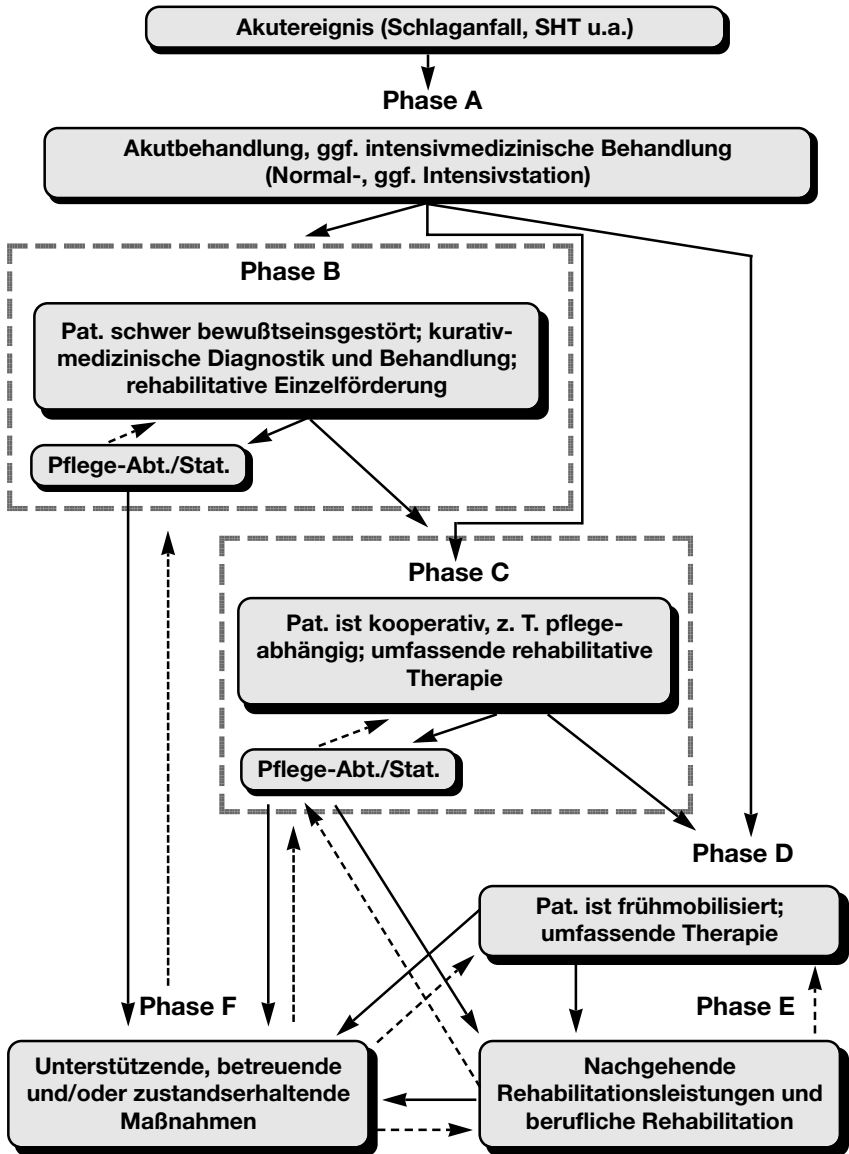 Akutereignis (Schlaganfall, SHT u.a.)
Phase A
Akutbehandlung, ggf. intensivmedizinische Behandlung
(Normal-, ggf. Intensivstation)
Phase B
Pat. schwer bewußtseinsgestört; kurativ-
medizinische Diagnostik und Behandlung;
rehabilitative Einzelförderung
Pflege-Abt./Stat.
Phase C
Pat. ist kooperativ, z. T. pflege-
abhängig; umfassende rehabilitative
Therapie
Pflege-Abt./Stat.
Phase D
Pat. ist frühmobilisiert;
umfassende Therapie
Phase F
Phase E
Unterstützende, betreuende
und/oder zustandserhaltende
Maßnahmen
Nachgehende
Rehabilitationsleistungen und
berufliche Rehabilitation